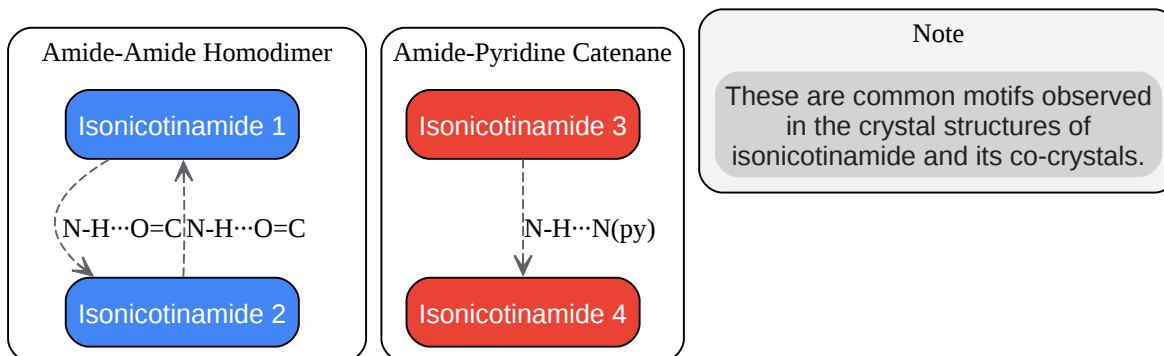 Amide-Amide Homodimer
Isonicotinamide 1
N-H···O=C
N-H···O=C
Isonicotinamide 2
Amide-Pyridine Catenane
Isonicotinamide 3
N-H···N(py)
Isonicotinamide 4
Note
These are common motifs observed
in the crystal structures of
isonicotinamide and its co-crystals.